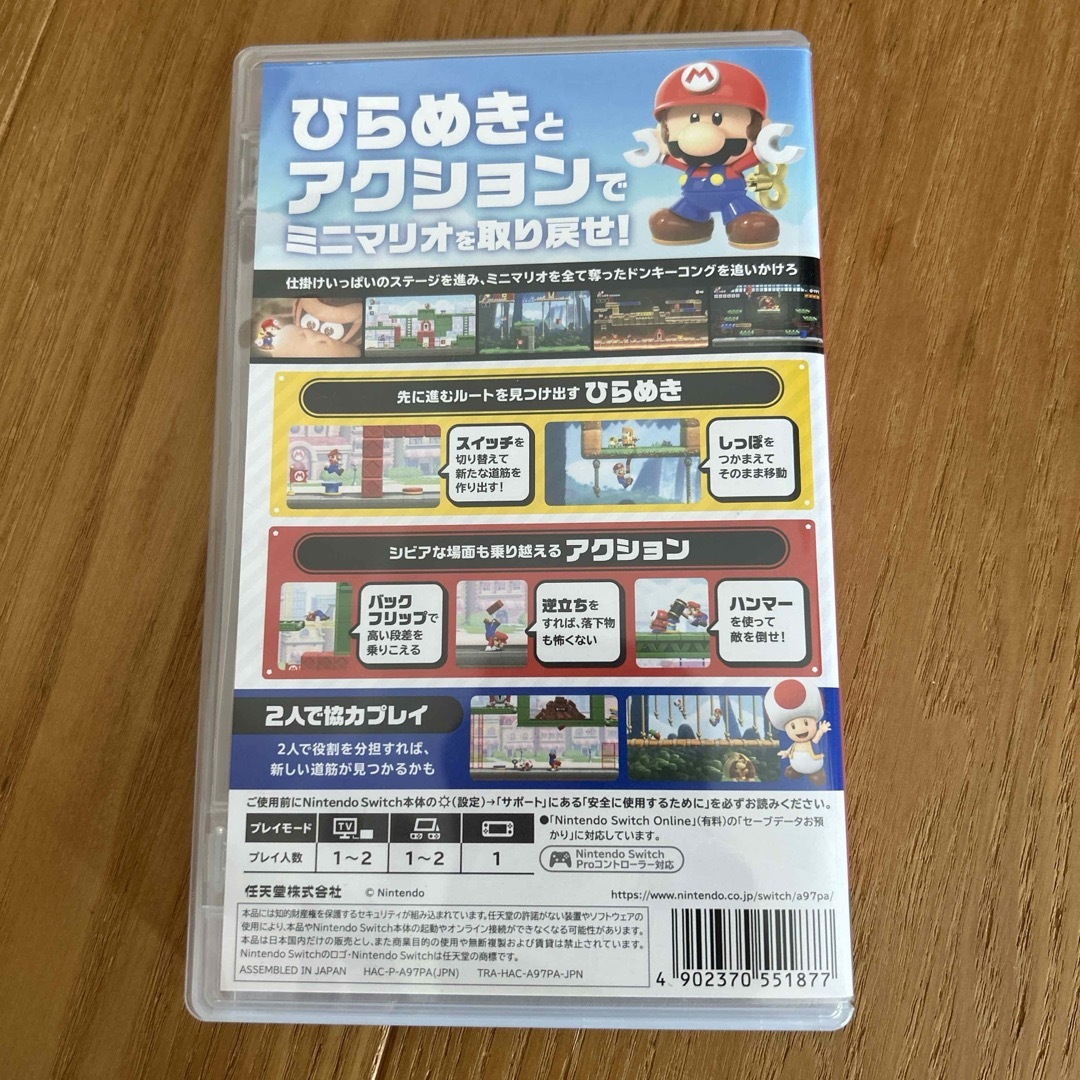 ひらめきと
アクションで
ミニマリオを取り戻せ!
仕掛けいっぱいのステージを進み、ミニマリオを全て奪ったドンキーコングを追いかけろ
先に進むルートを見つけ出す ひらめき
スイッチを
切り替えて
新たな道筋を
作り出す!
しっぽを
つかまえて
そのまま移動
シビアな場面も乗り越える アクション
バック
フリップで
高い段差を
乗りこえる
逆立ちを
すれば、落下物
も怖くない
ハンマー
を使って
敵を倒せ!
2人で協力プレイ
2人で役割を分担すれば、
新しい道筋が見つかるかも
ご使用前にNintendo Switch本体の(設定)→「サポート」にある「安全に使用するために」を必ずお読みください。
プレイモード TV
プレイ人数 1～2 1～2 1
●「Nintendo Switch Online」(有料)の「セーブデータお預
かり」に対応しています。
Nintendo Switch
Proコントローラー対応
任天堂株式会社 © Nintendo
https://www.nintendo.co.jp/switch/a97pa/
本品には知的財産権を保護するセキュリティが組み込まれています。任天堂の許諾がない装置やソフトウェアの
使用により、本品やNintendo Switch本体の起動やオンライン接続ができなくなる可能性があります。
本品は日本国内だけの販売とし、また商業目的の使用や無断複製および賃貸は禁止されています。
Nintendo Switchのロゴ・Nintendo Switchは任天堂の商標です。
ASSEMBLED IN JAPAN HAC-P-A97PA(JPN) TRA-HAC-A97PA-JPN
4 902370 551877